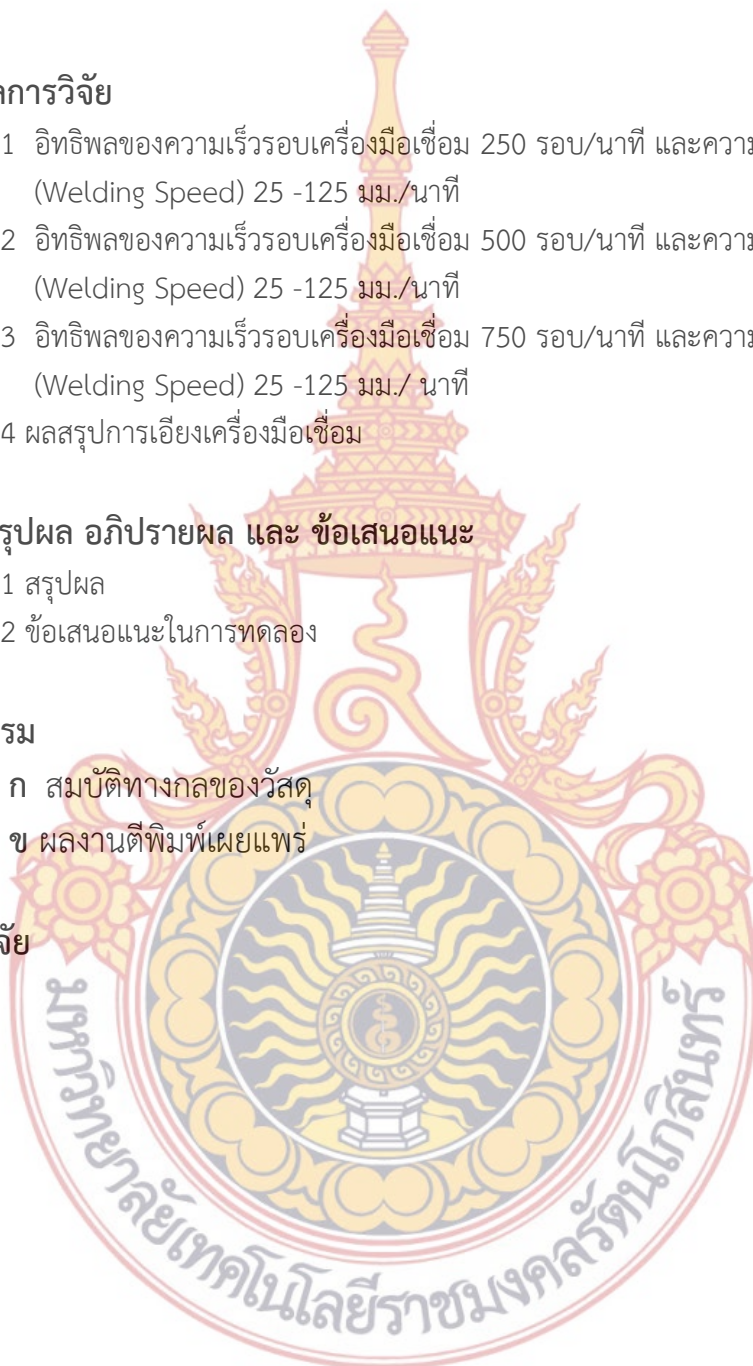 ลการวิจัย
1 อิทธิพลของความเร็วรอบเครื่องมือเชื่อม 250 รอบ/นาที และความ
(Welding Speed) 25 -125 มม./นาที
2 อิทธิพลของความเร็วรอบเครื่องมือเชื่อม 500 รอบ/นาที และความ
(Welding Speed) 25 -125 มม./นาที
3 อิทธิพลของความเร็วรอบเครื่องมือเชื่อม 750 รอบ/นาที และความ
(Welding Speed) 25 -125 มม./ นาที
4 ผลสรุปการเอียงเครื่องมือเชื่อม
รุปผล อภิปรายผล และ ข้อเสนอแนะ
1 สรุปผล
2 ข้อเสนอแนะในการทดลอง
รม
ก สมบัติทางกลของวัสดุ
ข ผลงานตีพิมพ์เผยแพร่
จัย
มหาวิทยาลัยเทคโนโลยีราชมงคลรัตนโกสินทร์